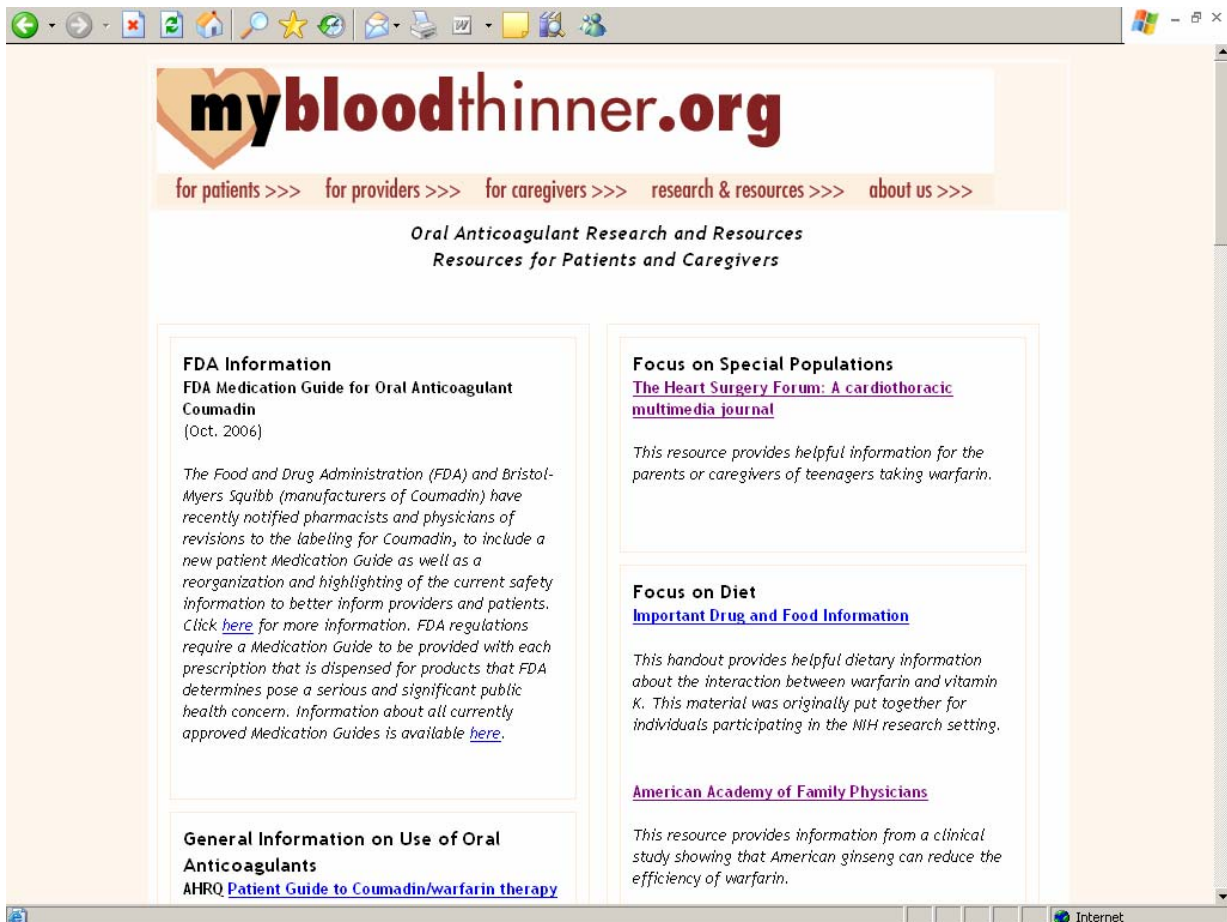 mybloodthinner.org
for patients >>> for providers >>> for caregivers >>> research & resources >>> about us >>>
Oral Anticoagulant Research and Resources
Resources for Patients and Caregivers
FDA Information
FDA Medication Guide for Oral Anticoagulant
Coumadin
(Oct. 2006)
The Food and Drug Administration (FDA) and Bristol-
Myers Squibb (manufacturers of Coumadin) have
recently notified pharmacists and physicians of
revisions to the labeling for Coumadin, to include a
new patient Medication Guide as well as a
reorganization and highlighting of the current safety
information to better inform providers and patients.
Click here for more information. FDA regulations
require a Medication Guide to be provided with each
prescription that is dispensed for products that FDA
determines pose a serious and significant public
health concern. Information about all currently
approved Medication Guides is available here.
General Information on Use of Oral
Anticoagulants
AHRQ Patient Guide to Coumadin/warfarin therapy
Focus on Special Populations
The Heart Surgery Forum: A cardiothoracic
multimedia journal
This resource provides helpful information for the
parents or caregivers of teenagers taking warfarin.
Focus on Diet
Important Drug and Food Information
This handout provides helpful dietary information
about the interaction between warfarin and vitamin
K. This material was originally put together for
individuals participating in the NIH research setting.
American Academy of Family Physicians
This resource provides information from a clinical
study showing that American ginseng can reduce the
efficiency of warfarin.
Internet